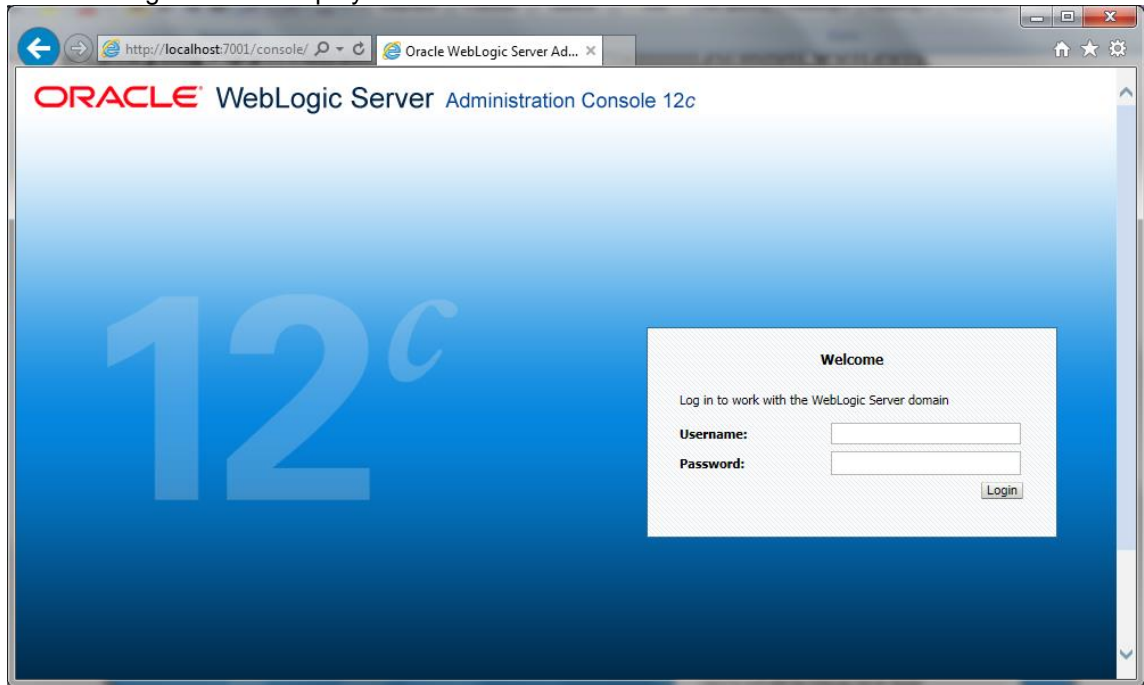 http://localhost:7001/console/
Oracle WebLogic Server Ad...
ORACLE WebLogic Server Administration Console 12c
12c
Welcome
Log in to work with the WebLogic Server domain
Username:
Password:
Login